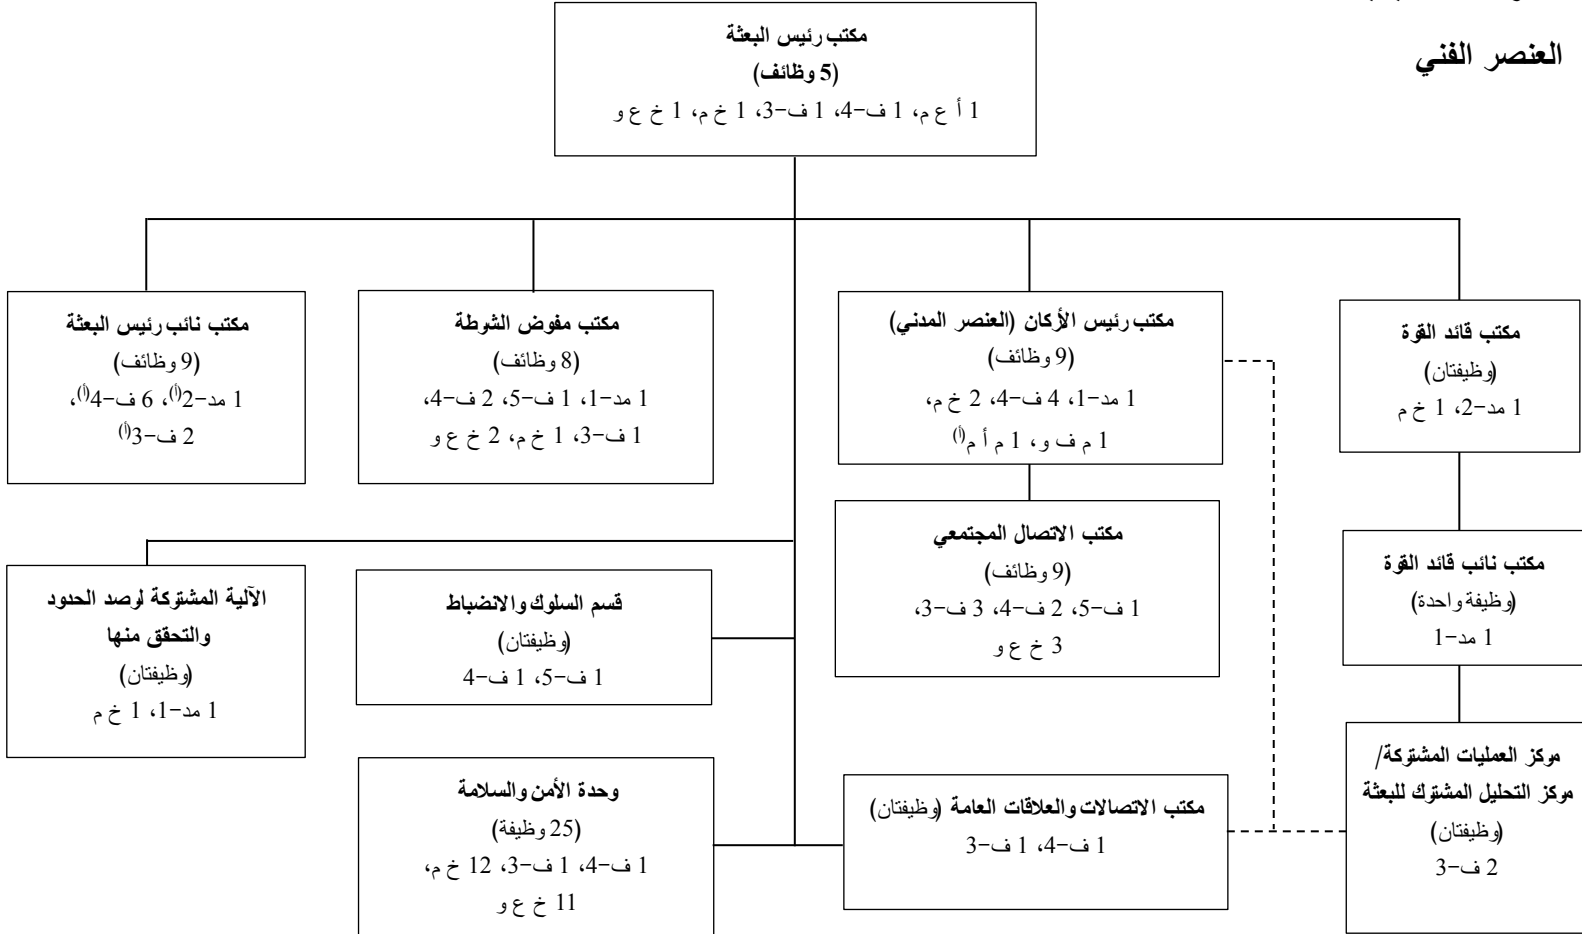 العنصر الفني
مكتب رئيس البعثة
(5 وظائف)
1 أ ع م، 1 ف-4، 1 ف-3، 1 خ م، 1 خ ع و
مكتب قائد القوة
(وظيفتان)
1 مد-2، 1 خ م
مكتب رئيس الأركان (العنصر المدني)
(9 وظائف)
1 مد-1، 4 ف-4، 2 خ م،
1 م ف و، 1 م أ م(أ)
مكتب مفوض الشرطة
(8 وظائف)
1 مد-1، 1 ف-5، 2 ف-4،
1 ف-3، 1 خ م، 2 خ ع و
مكتب نائب رئيس البعثة
(9 وظائف)
1 مد-2(أ)، 6 ف-4(أ)،
2 ف-3(أ)
مكتب نائب قائد القوة
(وظيفة واحدة)
1 مد-1
مكتب الاتصال المجتمعي
(9 وظائف)
1 ف-5، 2 ف-4، 3 ف-3،
3 خ ع و
قسم السلوك والانضباط
(وظيفتان)
1 ف-5، 1 ف-4
الآلية المشتركة لرصد الحدود
والتحقق منها
(وظيفتان)
1 مد-1، 1 خ م
مركز العمليات المشتركة/
مركز التحليل المشترك للبعثة
(وظيفتان)
2 ف-3
مكتب الاتصالات والعلاقات العامة (وظيفتان)
1 ف-4، 1 ف-3
وحدة الأمن والسلامة
(25 وظيفة)
1 ف-4، 1 ف-3، 12 خ م،
11 خ ع و